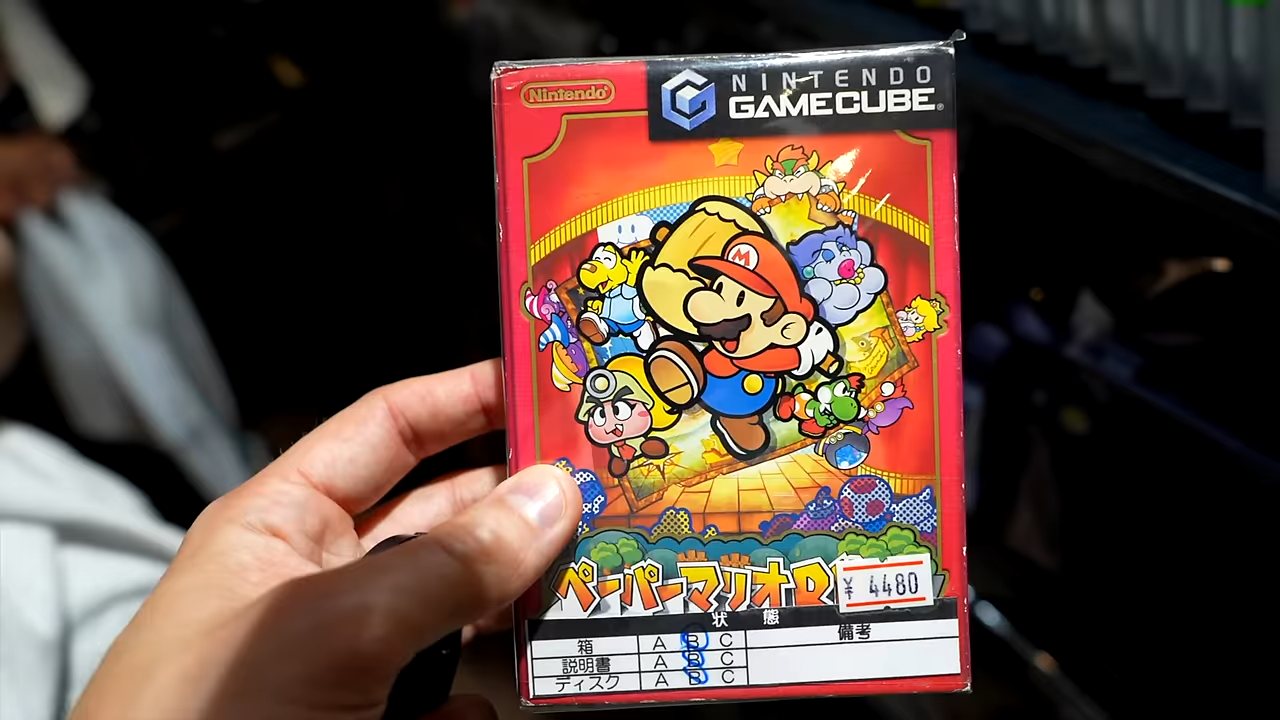 Nintendo
NINTENDO
GAMECUBE
M
ペーパーマリオR
¥ 4480
状態
備考
箱 A B C
説明書 A B C
ディスク A B C